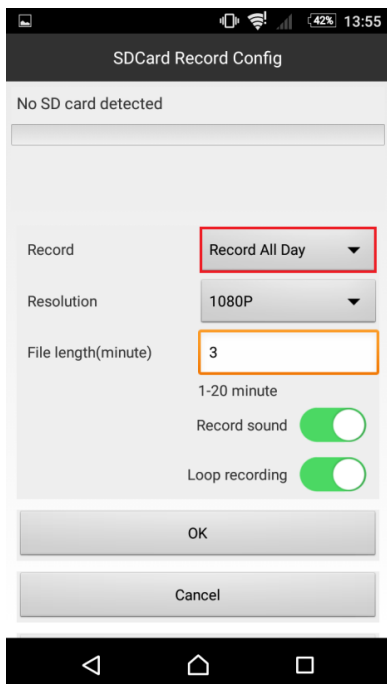 42% 13:55
SDCard Record Config
No SD card detected
Record Record All Day
Resolution 1080P
File length(minute) 3
1-20 minute
Record sound
Loop recording
OK
Cancel